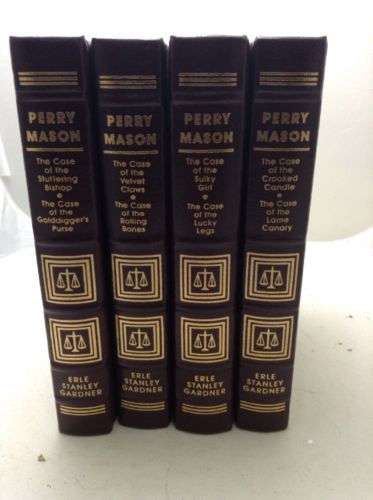 PERRY
MASON
The Case
of the
Stuttering
Bishop
The Case
of the
Golddigger's
Purse
ERLE
STANLEY
GARDNER
PERRY
MASON
The Case
of the
Velvet
Claws
The Case
of the
Rolling
Bones
ERLE
STANLEY
GARDNER
PERRY
MASON
The Case
of the
Sulky
Girl
The Case
of the
Lucky
Legs
ERLE
STANLEY
GARDNER
PERRY
MASON
The Case
of the
Crooked
Candle
The Case
of the
Lame
Canary
ERLE
STANLEY
GARDNER